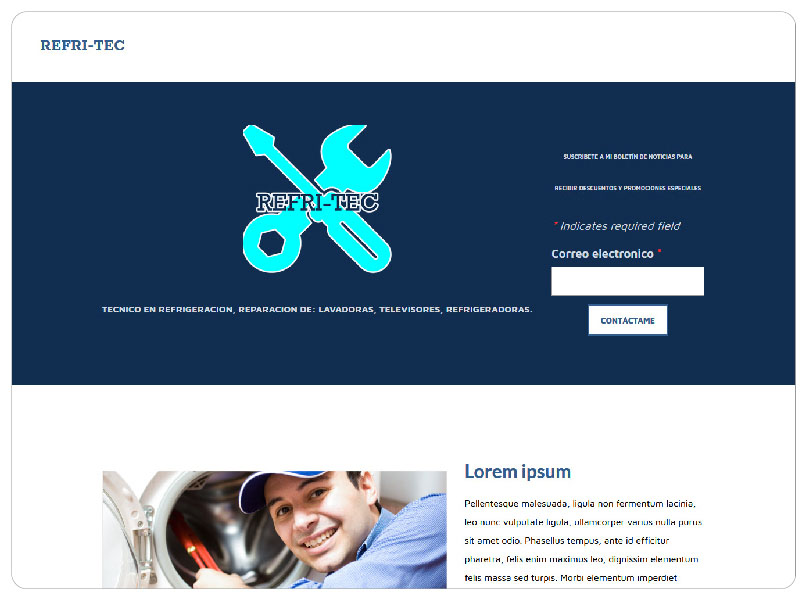 REFRI-TEC
REFRI-TEC
TECNICO EN REFRIGERACION, REPARACION DE: LAVADORAS, TELEVISORES, REFRIGERADORAS.
SUSCRIBETE A MI BOLETÍN DE NOTICIAS PARA
RECIBIR DESCUENTOS Y PROMOCIONES ESPECIALES
* Indicates required field
Correo electronico *
CONTÁCTAME
Lorem ipsum
Pellentesque malesuada, ligula non fermentum lacinia,
leo nunc vulputate ligula, ullamcorper varius nulla purus
sit amet odio. Phasellus tempus, ante id efficitur
pharetra, felis enim maximus leo, dignissim elementum
felis massa sed turpis. Morbi elementum imperdiet